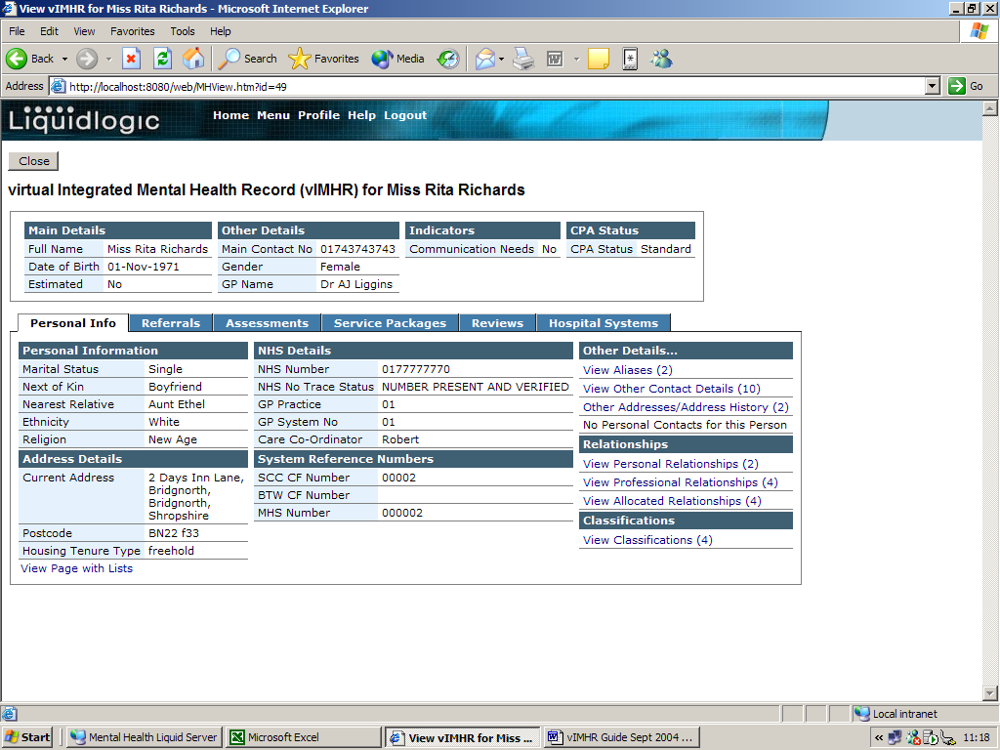 View vIMHR for Miss Rita Richards - Microsoft Internet Explorer
File Edit View Favorites Tools Help
Back Search Favorites Media
Address http://localhost:8080/web/MHView.htm?id=49 Go
Liquidlogic Home Menu Profile Help Logout
Close
virtual Integrated Mental Health Record (vIMHR) for Miss Rita Richards
Main Details Other Details Indicators CPA Status
Full Name Miss Rita Richards Main Contact No 01743743743 Communication Needs No CPA Status Standard
Date of Birth 01-Nov-1971 Gender Female
Estimated No GP Name Dr AJ Liggins
Personal Info Referrals Assessments Service Packages Reviews Hospital Systems
Personal Information NHS Details Other Details...
Marital Status Single NHS Number 0177777770 View Aliases (2)
Next of Kin Boyfriend NHS No Trace Status NUMBER PRESENT AND VERIFIED View Other Contact Details (10)
Nearest Relative Aunt Ethel GP Practice 01 Other Addresses/Address History (2)
Ethnicity White GP System No 01 No Personal Contacts for this Person
Religion New Age Care Co-Ordinator Robert Relationships
Address Details System Reference Numbers View Personal Relationships (2)
Current Address 2 Days Inn Lane, SCC CF Number 00002 View Professional Relationships (4)
Bridgnorth, BTW CF Number View Allocated Relationships (4)
Bridgnorth, MHS Number 000002 Classifications
Shropshire
Postcode BN22 f33 View Classifications (4)
Housing Tenure Type freehold
View Page with Lists
Local intranet
Start Mental Health Liquid Server Microsoft Excel View vIMHR for Miss ... vIMHR Guide Sept 2004 ... « 11:18